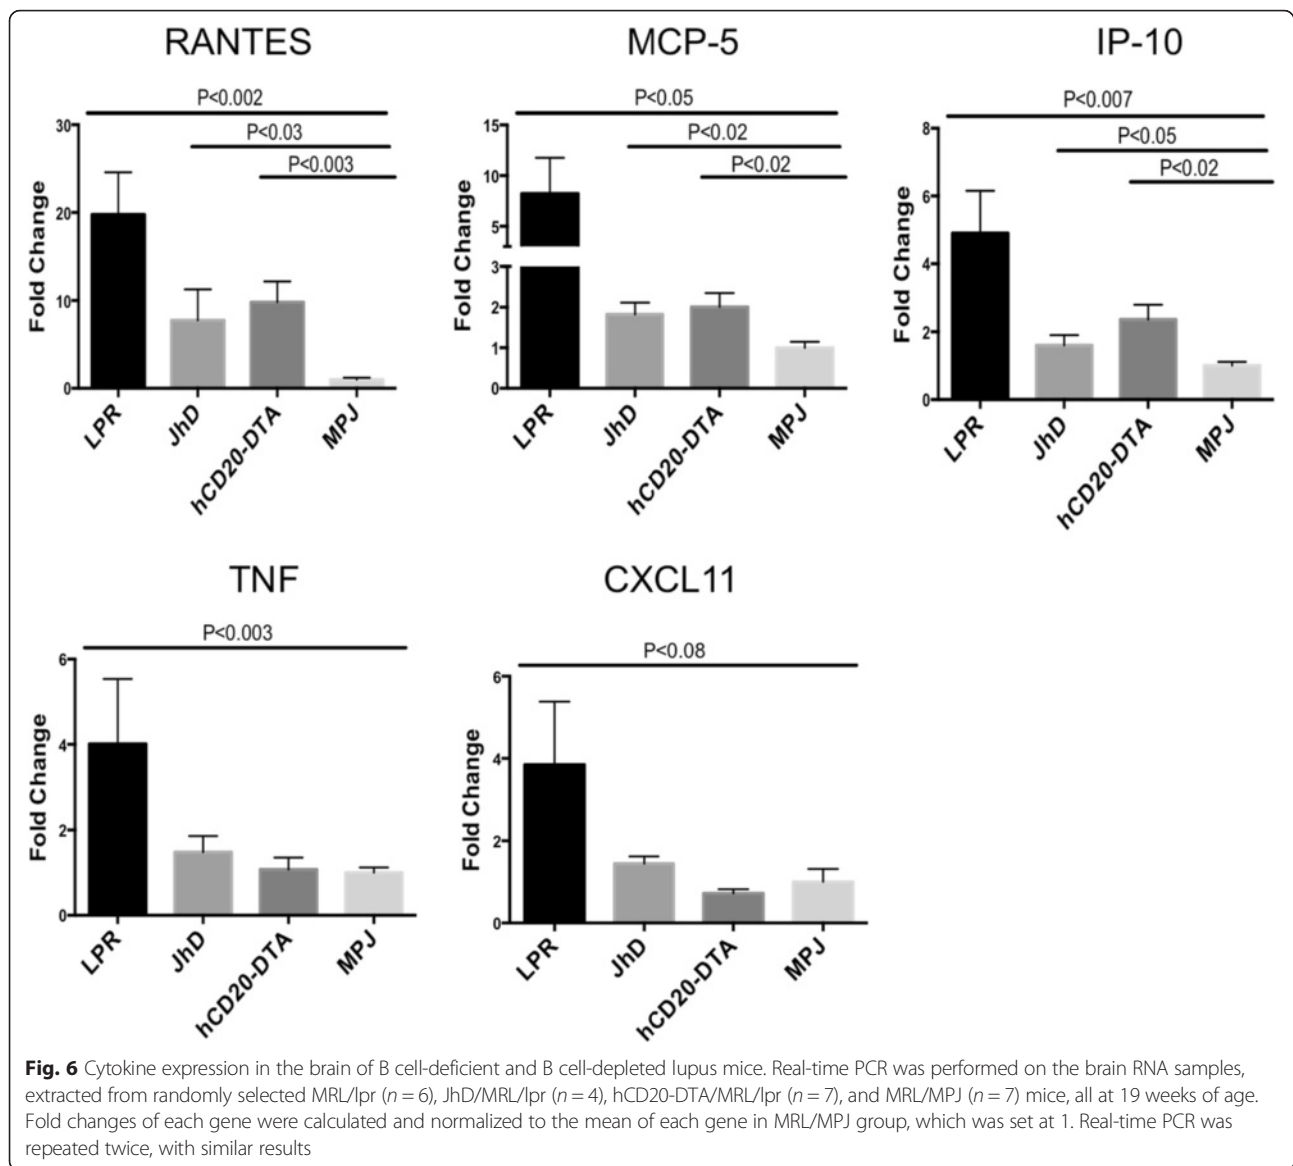 RANTES
P<0.002
P<0.03
P<0.003
Fold Change
30
20
10
0
LPR
JhD
hCD20-DTA
MPJ
MCP-5
P<0.05
P<0.02
P<0.02
Fold Change
15
10
5
3
2
1
0
LPR
JhD
hCD20-DTA
MPJ
IP-10
P<0.007
P<0.05
P<0.02
Fold Change
8
6
4
2
0
LPR
JhD
hCD20-DTA
MPJ
TNF
P<0.003
Fold Change
6
4
2
0
LPR
JhD
hCD20-DTA
MPJ
CXCL11
P<0.08
Fold Change
6
4
2
0
LPR
JhD
hCD20-DTA
MPJ
Fig. 6 Cytokine expression in the brain of B cell-deficient and B cell-depleted lupus mice. Real-time PCR was performed on the brain RNA samples,
extracted from randomly selected MRL/lpr (n = 6), JhD/MRL/lpr (n = 4), hCD20-DTA/MRL/lpr (n = 7), and MRL/MPJ (n = 7) mice, all at 19 weeks of age.
Fold changes of each gene were calculated and normalized to the mean of each gene in MRL/MPJ group, which was set at 1. Real-time PCR was
repeated twice, with similar results